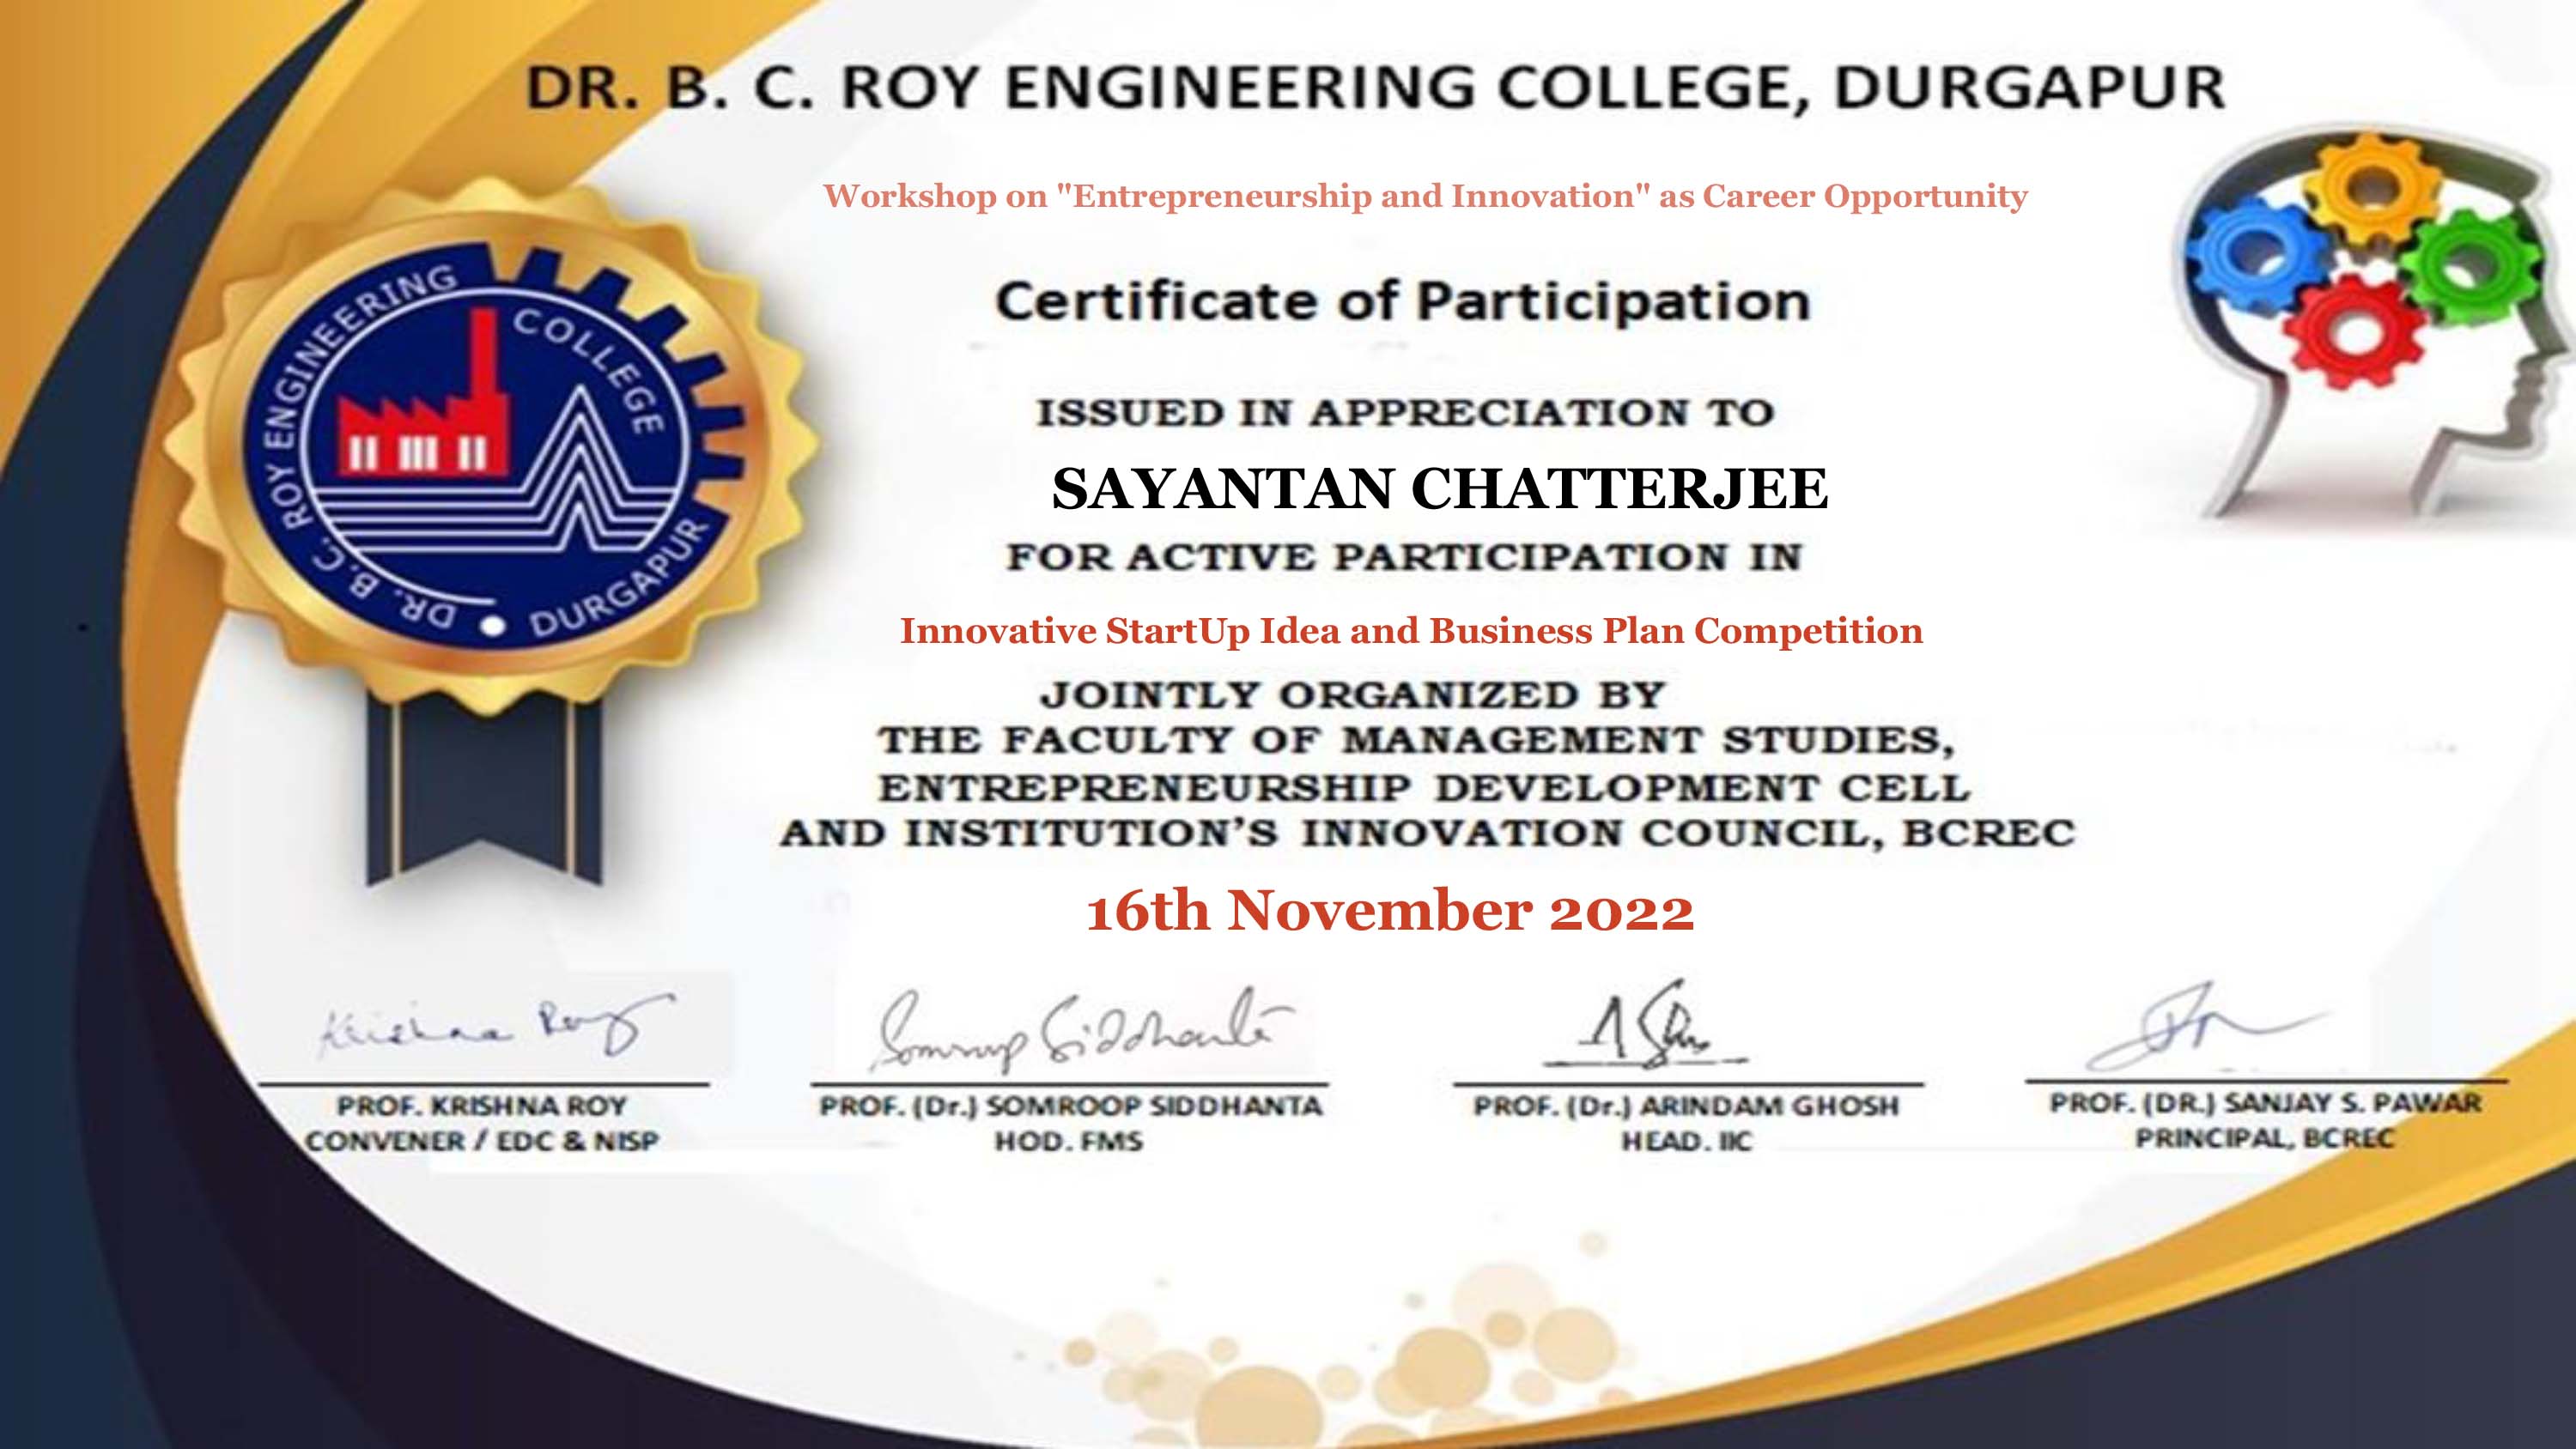 DR. B. C. ROY ENGINEERING COLLEGE, DURGAPUR
Workshop on "Entrepreneurship and Innovation" as Career Opportunity
Certificate of Participation
DR. B.C. ROY ENGINEERING COLLEGE
DURGAPUR
ISSUED IN APPRECIATION TO
SAYANTAN CHATTERJEE
FOR ACTIVE PARTICIPATION IN
Innovative StartUp Idea and Business Plan Competition
JOINTLY ORGANIZED BY
THE FACULTY OF MANAGEMENT STUDIES,
ENTREPRENEURSHIP DEVELOPMENT CELL
AND INSTITUTION'S INNOVATION COUNCIL, BCREC
16th November 2022
Krishna Roy
Somroop Siddhanta
PROF. KRISHNA ROY
CONVENER / EDC & NISP
PROF. (Dr.) SOMROOP SIDDHANTA
HOD. FMS
PROF. (Dr.) ARINDAM GHOSH
HEAD. IIC
PROF. (DR.) SANJAY S. PAWAR
PRINCIPAL, BCREC